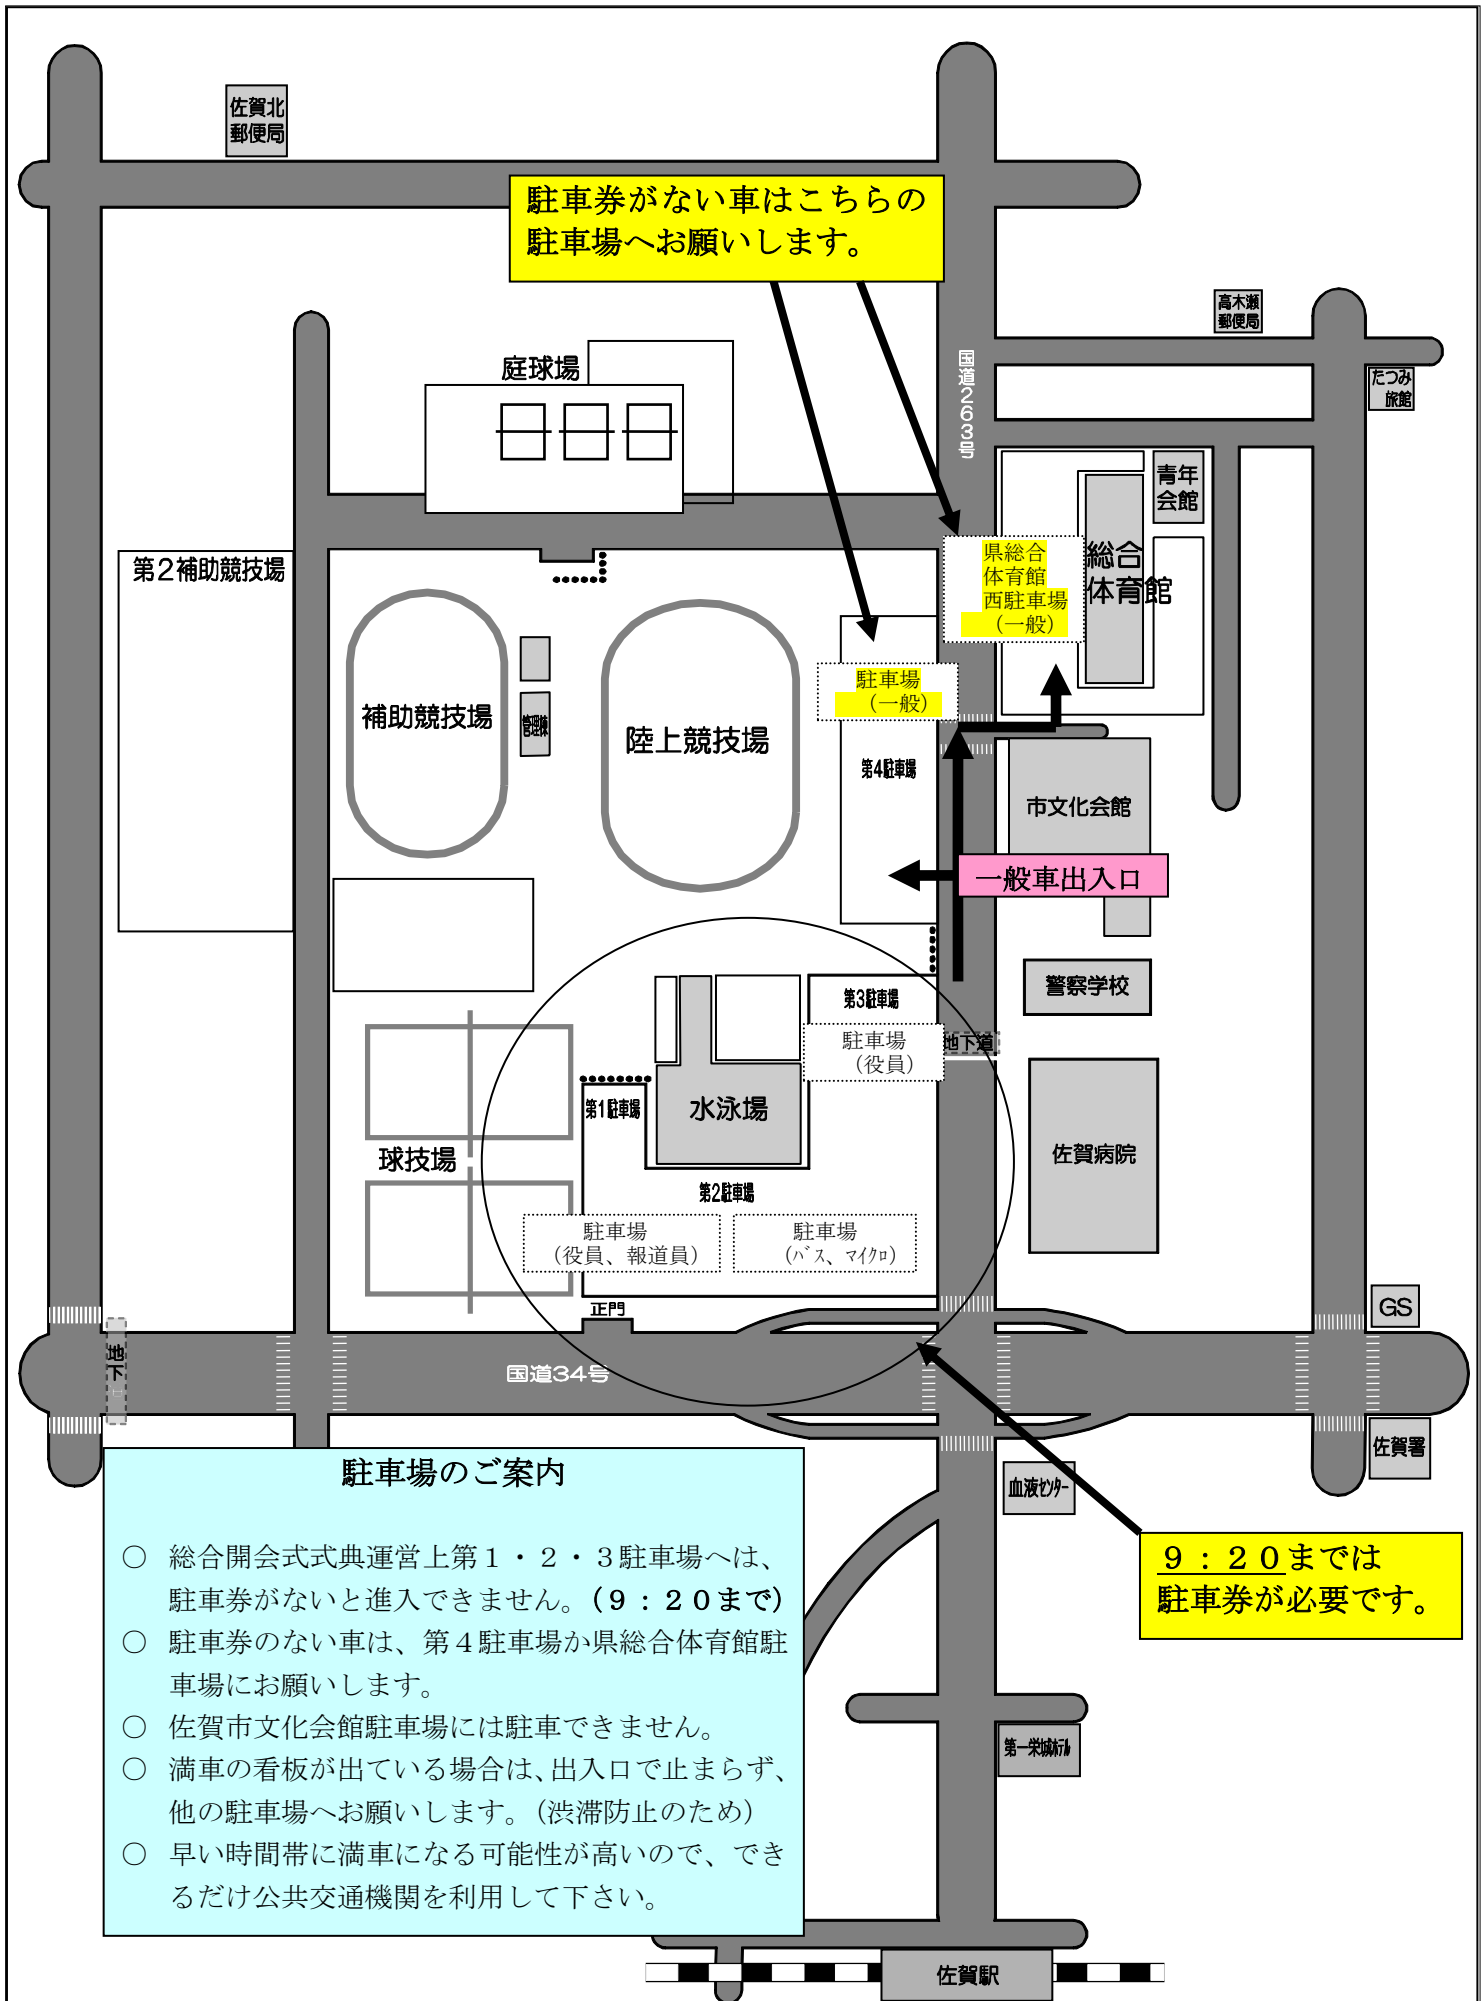 佐賀北
郵便局
駐車券がない車はこちらの
駐車場へお願いします。
高木瀬
郵便局
国道263号
たつみ
旅館
庭球場
青年
会館
県総合
体育館
西駐車場
（一般）
総合
体育館
第2補助競技場
駐車場
（一般）
補助競技場
管理棟
陸上競技場
第4駐車場
市文化会館
一般車出入口
警察学校
第3駐車場
駐車場
（役員）
地下道
第1駐車場
水泳場
球技場
佐賀病院
第2駐車場
駐車場
（役員、報道員）
駐車場
（ﾊﾞｽ、ﾏｲｸﾛ）
正門
GS
国道34号
佐賀署
血液ｾﾝﾀｰ
駐車場のご案内
○ 総合開会式式典運営上第１・２・３駐車場へは、
駐車券がないと進入できません。（９：２０まで）
○ 駐車券のない車は、第４駐車場か県総合体育館駐
車場にお願いします。
○ 佐賀市文化会館駐車場には駐車できません。
○ 満車の看板が出ている場合は、出入口で止まらず、
他の駐車場へお願いします。（渋滞防止のため）
○ 早い時間帯に満車になる可能性が高いので、でき
るだけ公共交通機関を利用して下さい。
９：２０までは
駐車券が必要です。
第一栄城ﾎﾃﾙ
佐賀駅